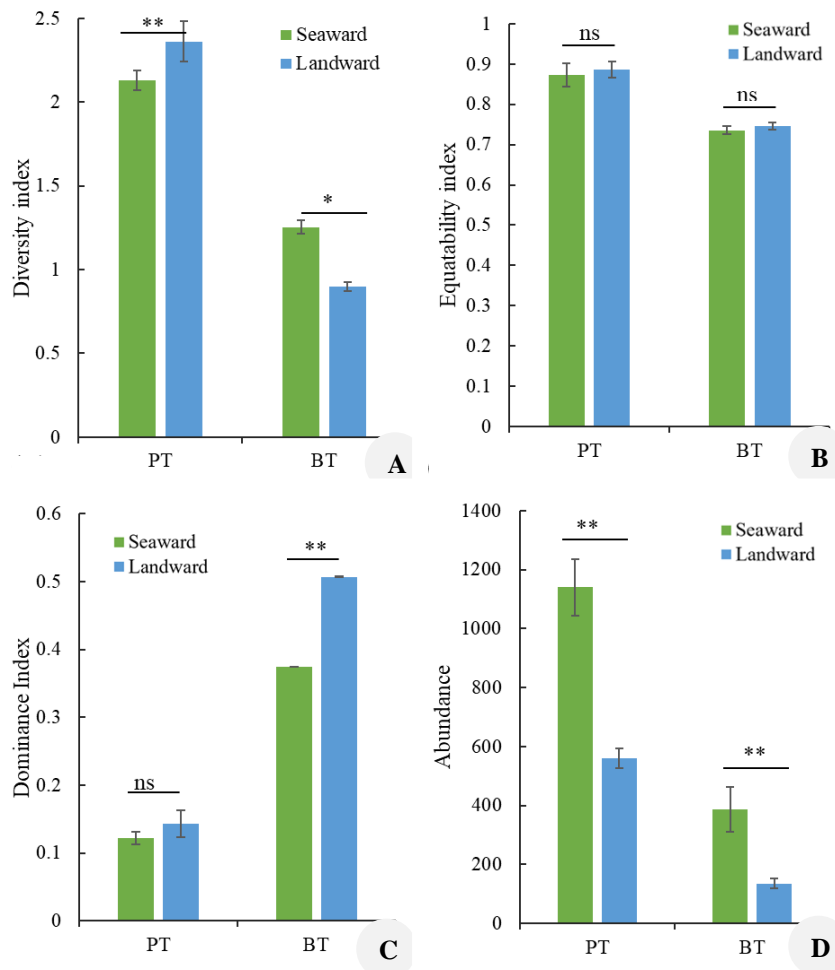 2.5
2
1.5
1
0.5
0
Diversity index
**
*
Seaward
Landward
PT
BT
A
1
0.9
0.8
0.7
0.6
0.5
0.4
0.3
0.2
0.1
0
Equatability index
ns
ns
Seaward
Landward
PT
BT
B
0.6
0.5
0.4
0.3
0.2
0.1
0
Dominance Index
Seaward
Landward
ns
**
PT
BT
C
1400
1200
1000
800
600
400
200
0
Abundance
**
**
Seaward
Landward
PT
BT
D